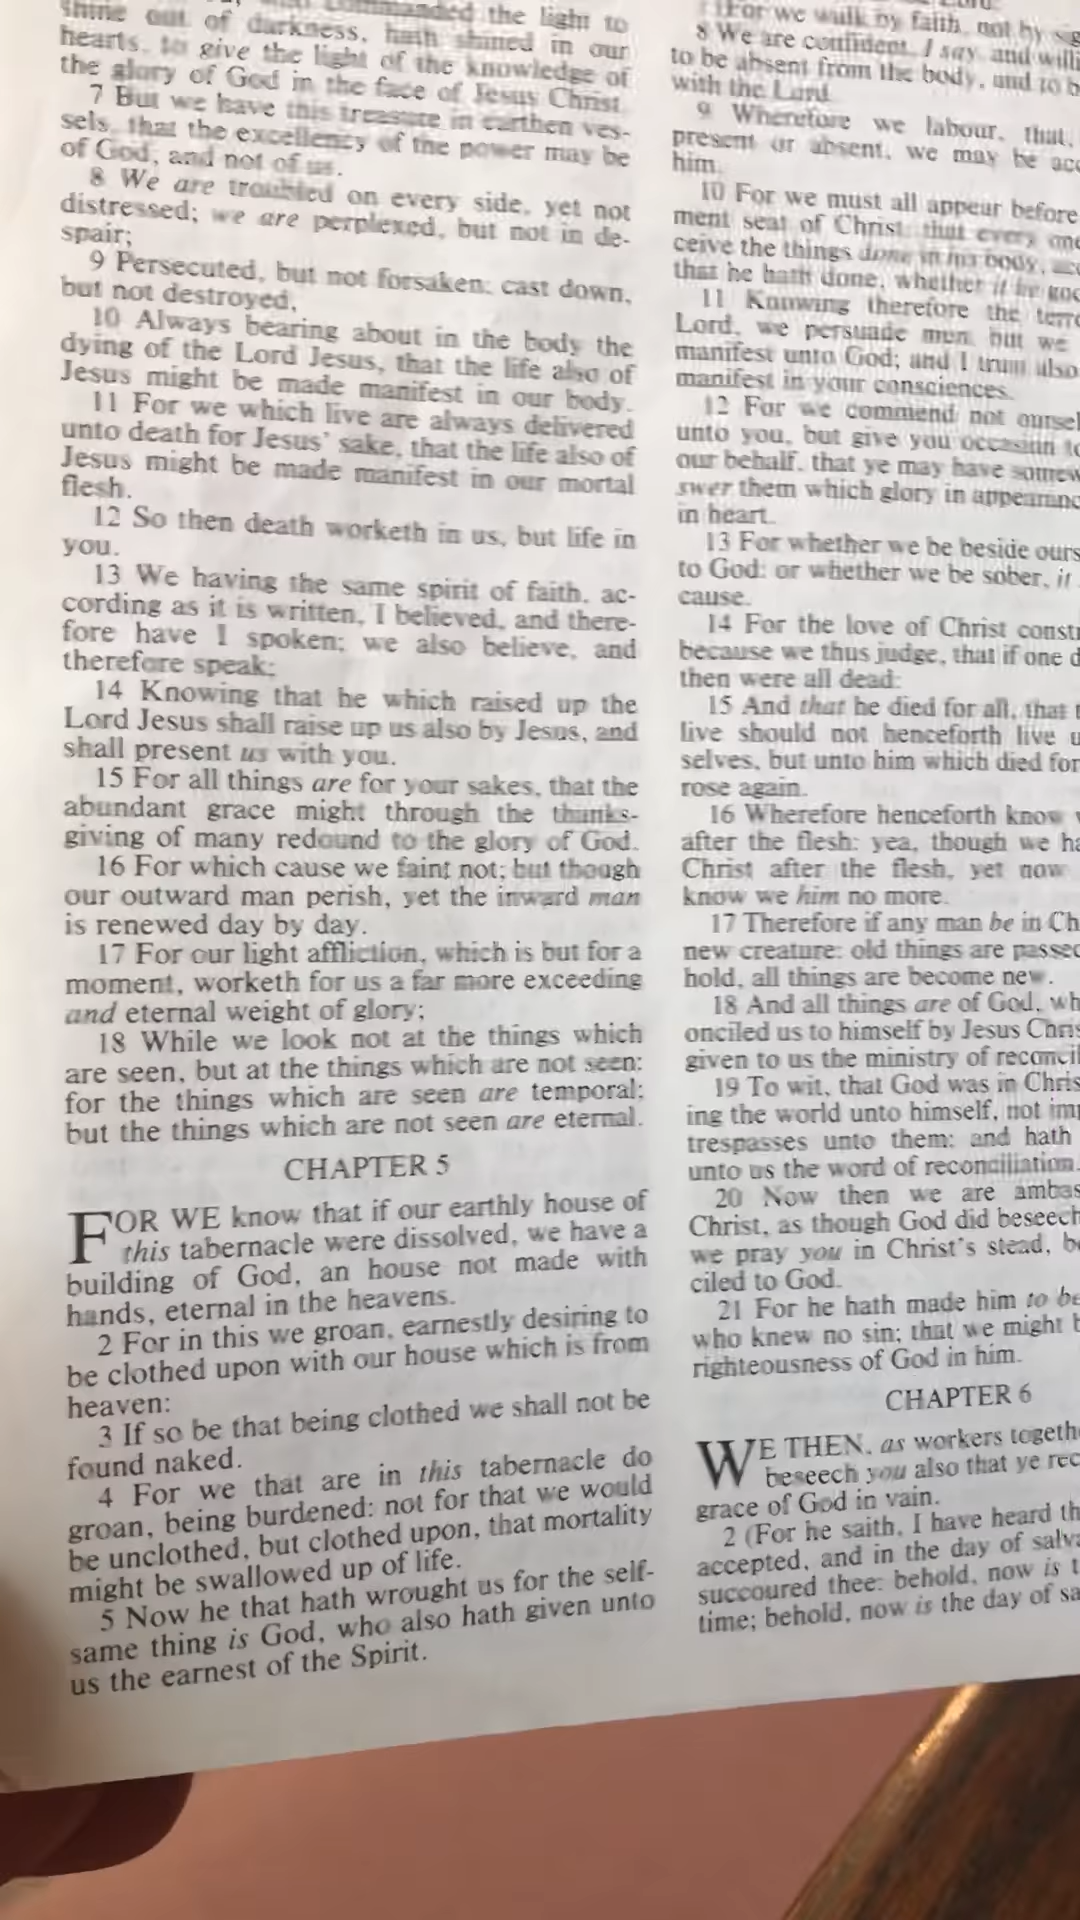 commanded the light to
shine out of darkness, hath shined in our
hearts, to give the light of the knowledge of
the glory of God in the face of Jesus Christ.
7 But we have this treasure in earthen ves-
sels, that the excellency of the power may be
of God, and not of us.
8 We are troubled on every side, yet not
distressed; we are perplexed, but not in de-
spair;
9 Persecuted, but not forsaken; cast down,
but not destroyed;
10 Always bearing about in the body the
dying of the Lord Jesus, that the life also of
Jesus might be made manifest in our body.
11 For we which live are always delivered
unto death for Jesus' sake, that the life also of
Jesus might be made manifest in our mortal
flesh.
12 So then death worketh in us, but life in
you.
13 We having the same spirit of faith, ac-
cording as it is written, I believed, and there-
fore have I spoken; we also believe, and
therefore speak;
14 Knowing that he which raised up the
Lord Jesus shall raise up us also by Jesus, and
shall present us with you.
15 For all things are for your sakes, that the
abundant grace might through the thanks-
giving of many redound to the glory of God.
16 For which cause we faint not; but though
our outward man perish, yet the inward man
is renewed day by day.
17 For our light affliction, which is but for a
moment, worketh for us a far more exceeding
and eternal weight of glory;
18 While we look not at the things which
are seen, but at the things which are not seen:
for the things which are seen are temporal;
but the things which are not seen are eternal.
CHAPTER 5
FOR WE know that if our earthly house of
this tabernacle were dissolved, we have a
building of God, an house not made with
hands, eternal in the heavens.
2 For in this we groan, earnestly desiring to
be clothed upon with our house which is from
heaven:
3 If so be that being clothed we shall not be
found naked.
4 For we that are in this tabernacle do
groan, being burdened: not for that we would
be unclothed, but clothed upon, that mortality
might be swallowed up of life.
5 Now he that hath wrought us for the self-
same thing is God, who also hath given unto
us the earnest of the Spirit.
7 (For we walk by faith, not by sig
8 We are confident, I say, and willi
to be absent from the body, and to b
with the Lord.
9 Wherefore we labour, that,
present or absent, we may be acc
him.
10 For we must all appear before
ment seat of Christ; that every one
ceive the things done in his body, acc
that he hath done, whether it be goo
11 Knowing therefore the terro
Lord, we persuade men; but we
manifest unto God; and I trust also
manifest in your consciences.
12 For we commend not oursel
unto you, but give you occasion to
our behalf, that ye may have somew
swer them which glory in appearanc
in heart.
13 For whether we be beside ours
to God: or whether we be sober, it
cause.
14 For the love of Christ constr
because we thus judge, that if one d
then were all dead:
15 And that he died for all, that t
live should not henceforth live u
selves, but unto him which died for
rose again.
16 Wherefore henceforth know
after the flesh: yea, though we ha
Christ after the flesh, yet now
know we him no more.
17 Therefore if any man be in Ch
new creature: old things are passed
hold, all things are become new.
18 And all things are of God, wh
onciled us to himself by Jesus Chris
given to us the ministry of reconcil
19 To wit, that God was in Chris
ing the world unto himself, not imp
trespasses unto them; and hath
unto us the word of reconciliation.
20 Now then we are ambas
Christ, as though God did beseech
we pray you in Christ's stead, be
ciled to God.
21 For he hath made him to be
who knew no sin; that we might b
righteousness of God in him.
CHAPTER 6
WE THEN, as workers togethe
beseech you also that ye rec
grace of God in vain.
2 (For he saith, I have heard th
accepted, and in the day of salva
succoured thee: behold, now is t
time; behold, now is the day of sa